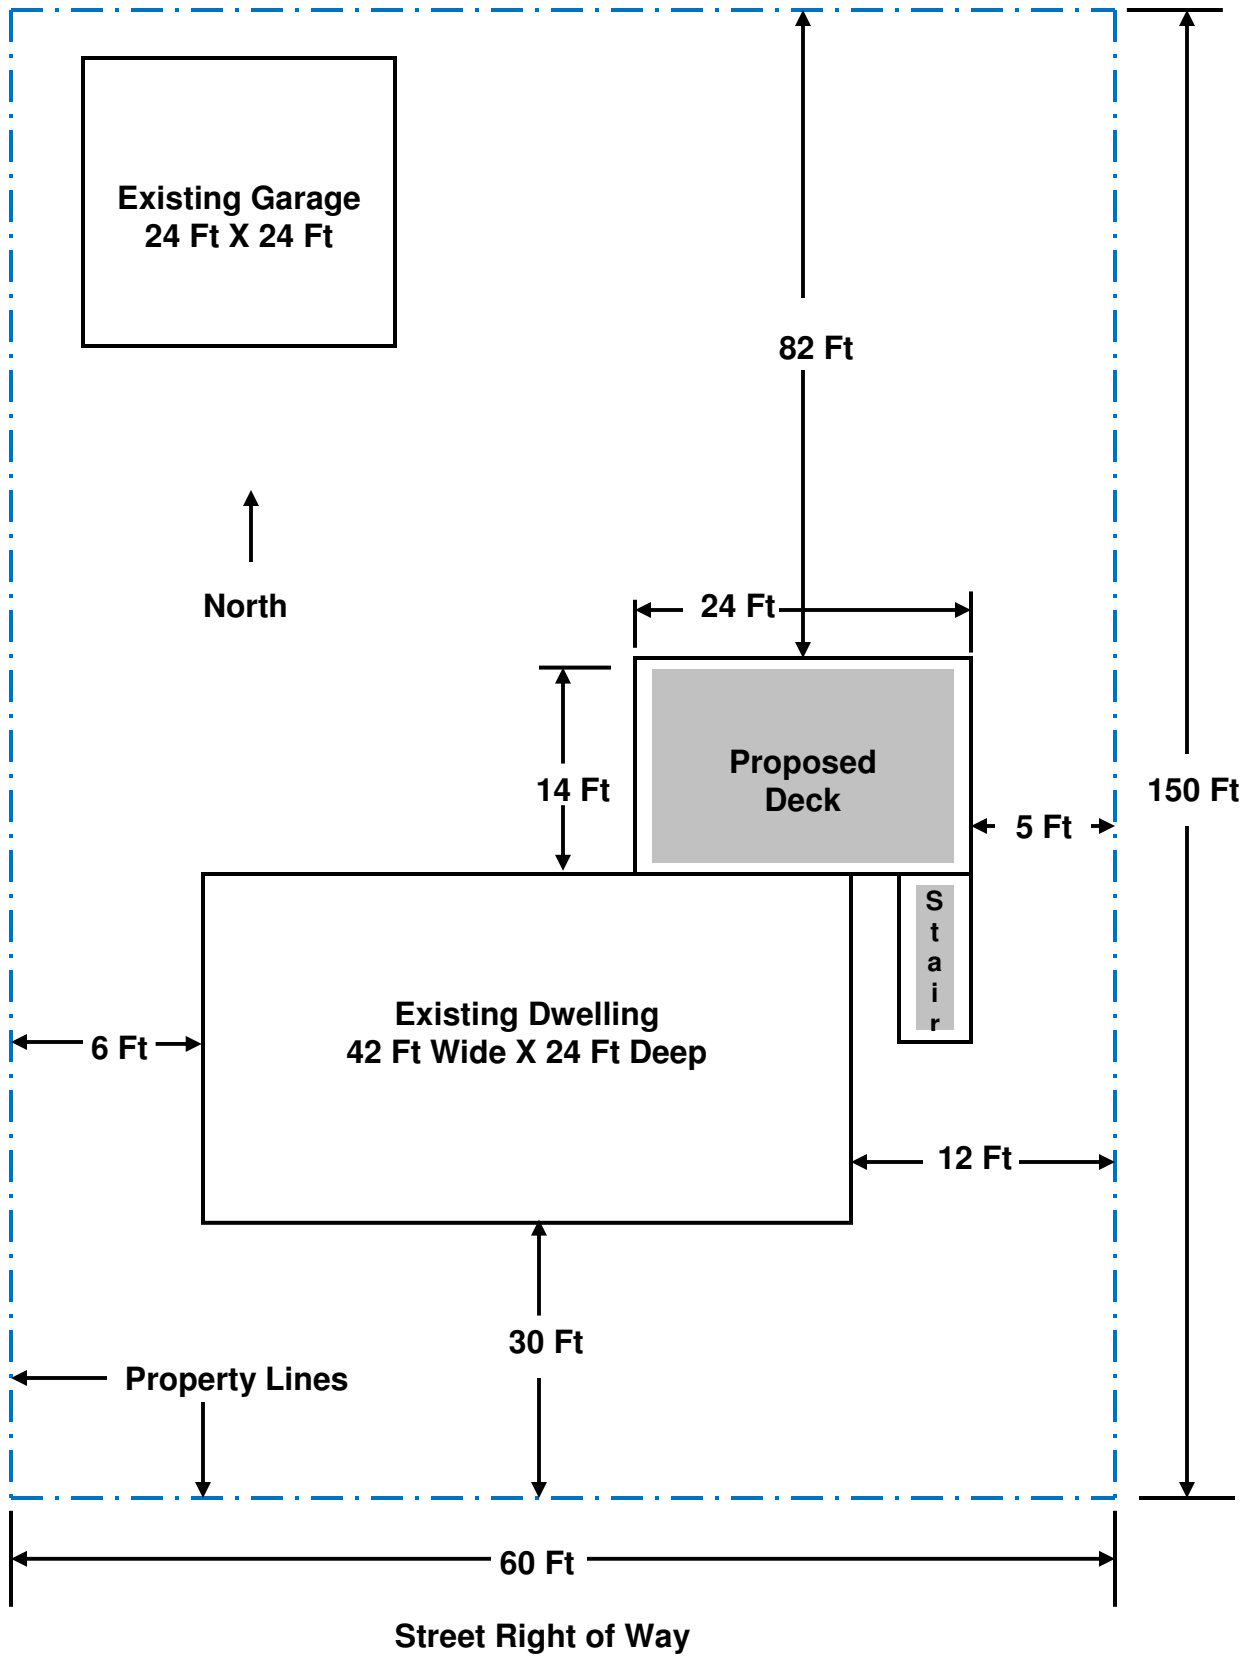 Existing Garage
24 Ft X 24 Ft
82 Ft
North
24 Ft
14 Ft
Proposed
Deck
150 Ft
5 Ft
Stair
Existing Dwelling
42 Ft Wide X 24 Ft Deep
6 Ft
12 Ft
30 Ft
Property Lines
60 Ft
Street Right of Way